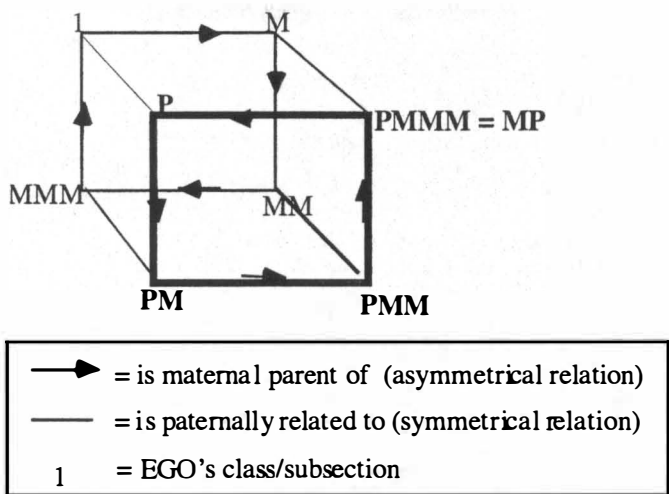 1 M
P
PMMM = MP
MMM
MM
PM
PMM
= is maternal parent of (asymmetrical relation)
= is paternally related to (symmetrical relation)
1 = EGO's class/subsection